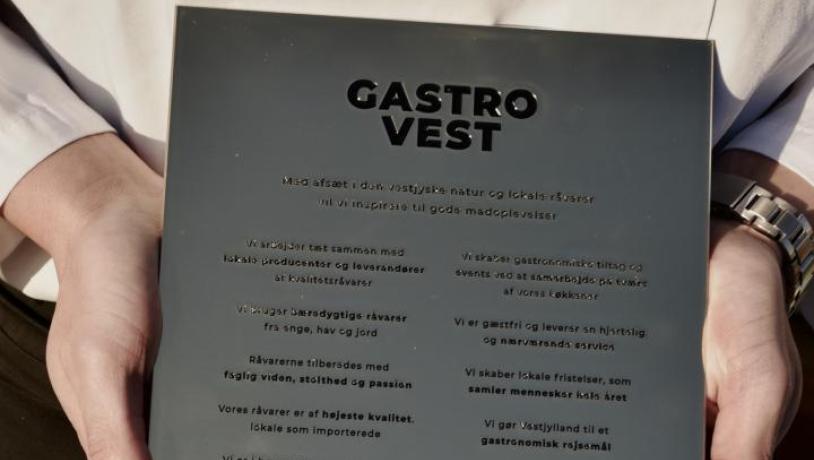 GASTRO
VEST
Med afsæt i den vestjyske natur og lokale råvarer
vil vi inspirere til gode madoplevelser
Vi arbejder tæt sammen med
lokale producenter og leverandører
af kvalitetsråvarer
Vi bruger bæredygtige råvarer
fra enge, hav og jord
Råvarerne tilberedes med
faglig viden, stolthed og passion
Vores råvarer er af højeste kvalitet.
lokale som importerede
Vi skaber gastronomiske tiltag og
events ved at samarbejde på tværs
af vores køkkener
Vi er gæstfri og leverer en hjertelig
og nærværende service
Vi skaber lokale fristelser, som
samler mennesker hele året
Vi gør Vestjylland til et
gastronomisk rejsemål